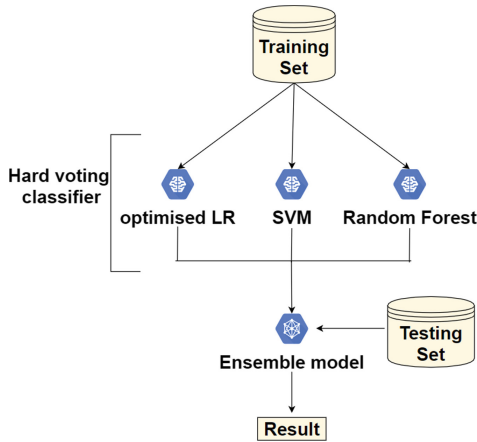 Training
Set
Hard voting
classifier
optimised LR
SVM
Random Forest
Testing
Set
Ensemble model
Result